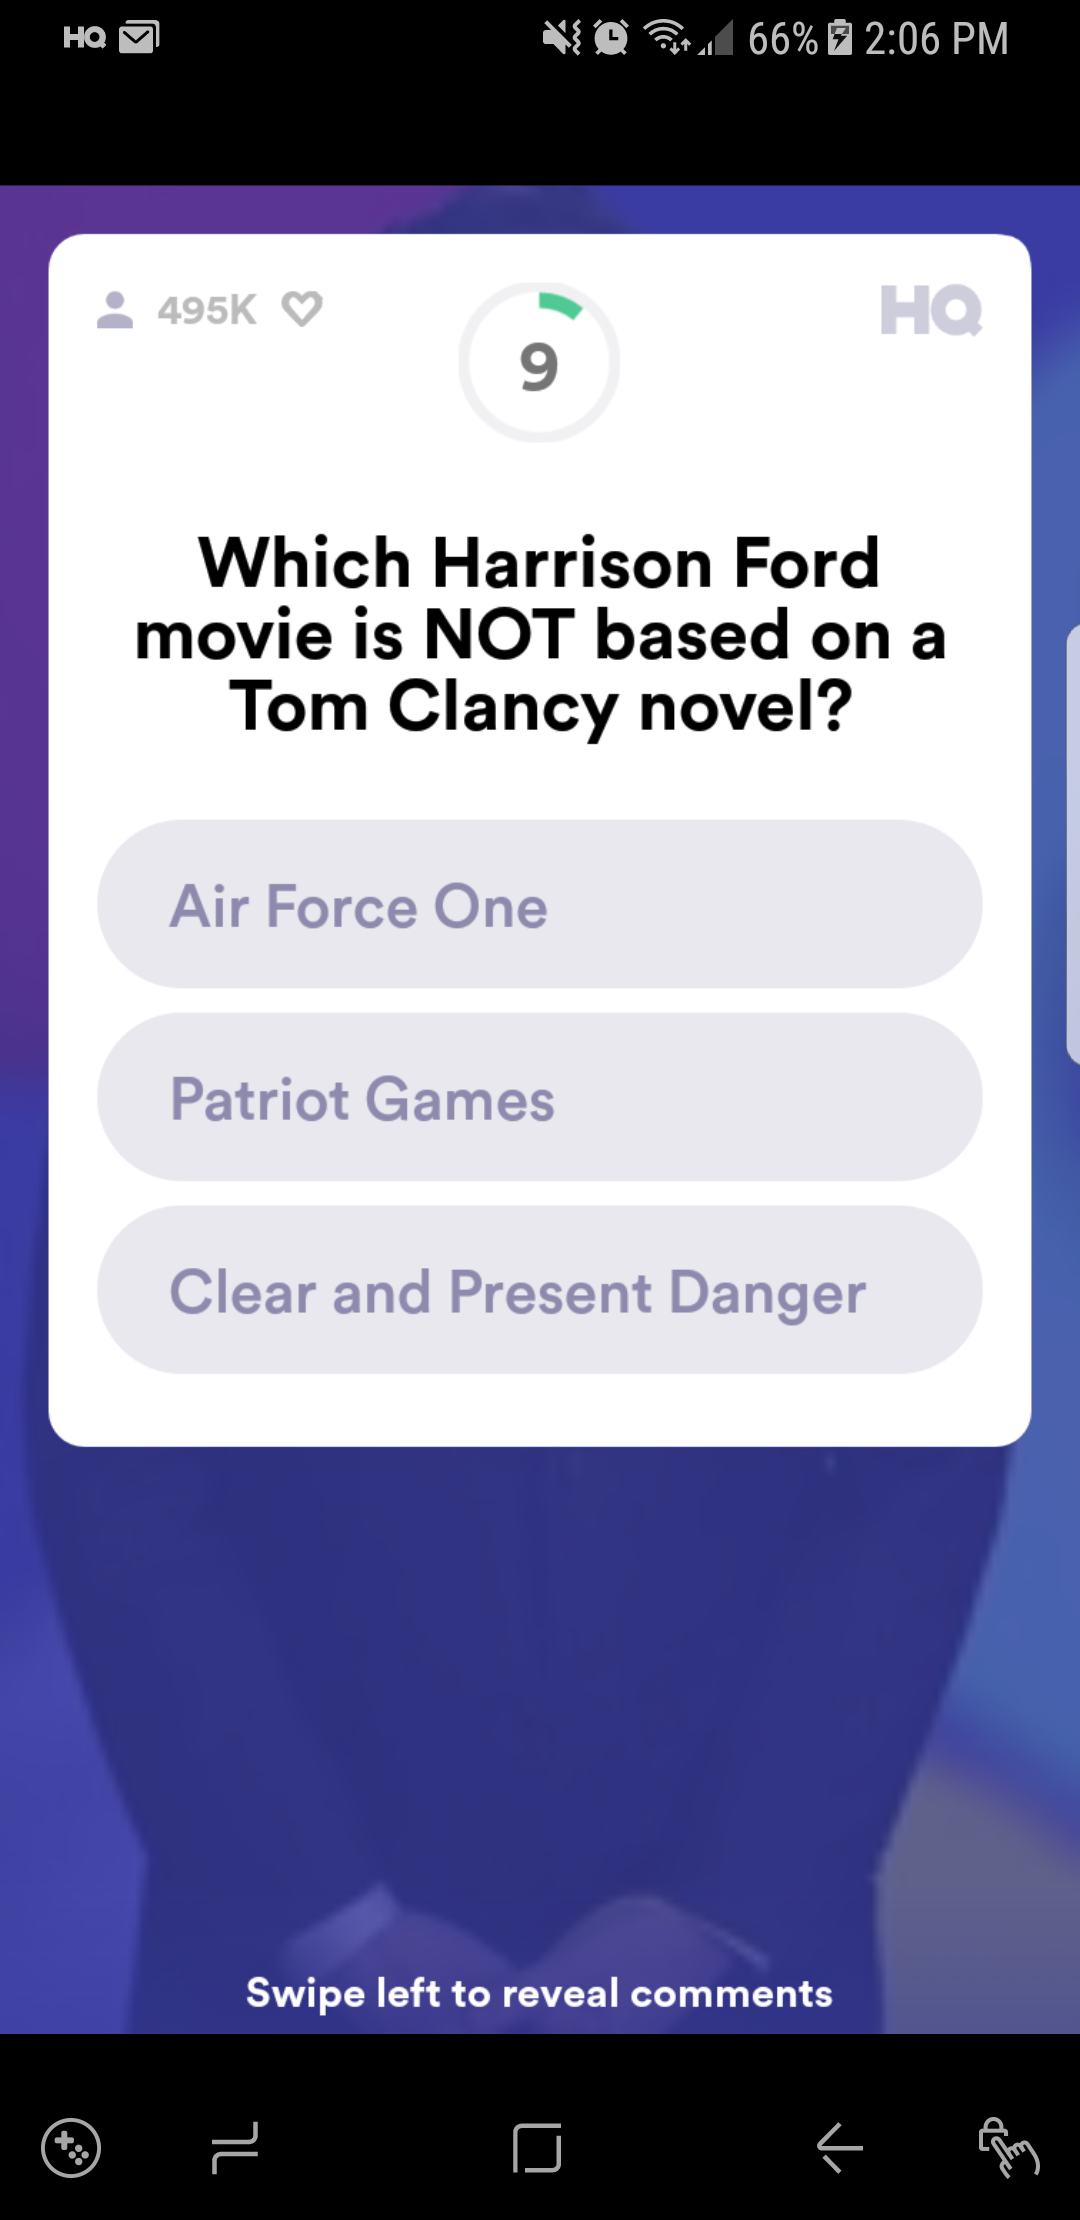 HQ 66% 2:06 PM
495K HQ
9
Which Harrison Ford
movie is NOT based on a
Tom Clancy novel?
Air Force One
Patriot Games
Clear and Present Danger
Swipe left to reveal comments